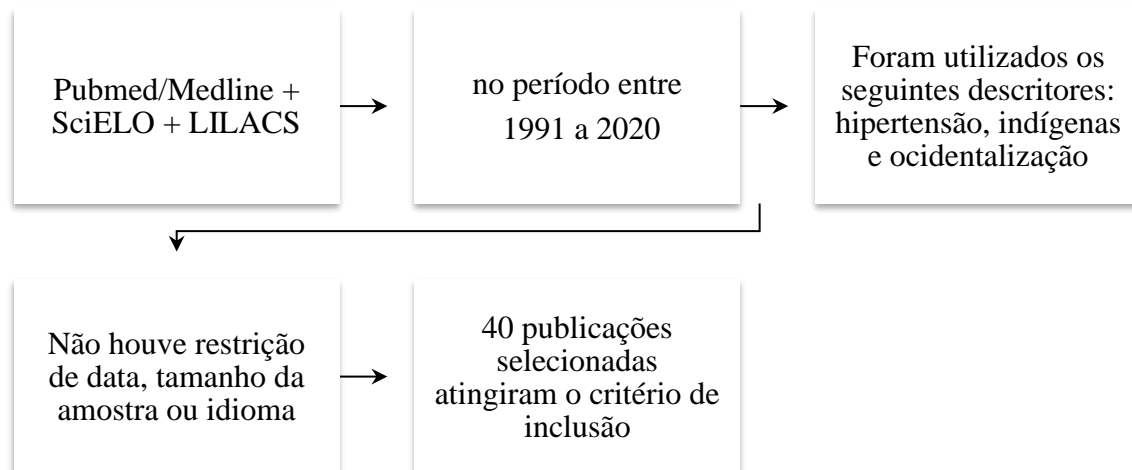 Pubmed/Medline +
SciELO + LILACS
no período entre
1991 a 2020
Foram utilizados os
seguintes descritores:
hipertensão, indígenas
e ocidentalização
Não houve restrição
de data, tamanho da
amostra ou idioma
40 publicações
selecionadas
atingiram o critério de
inclusão